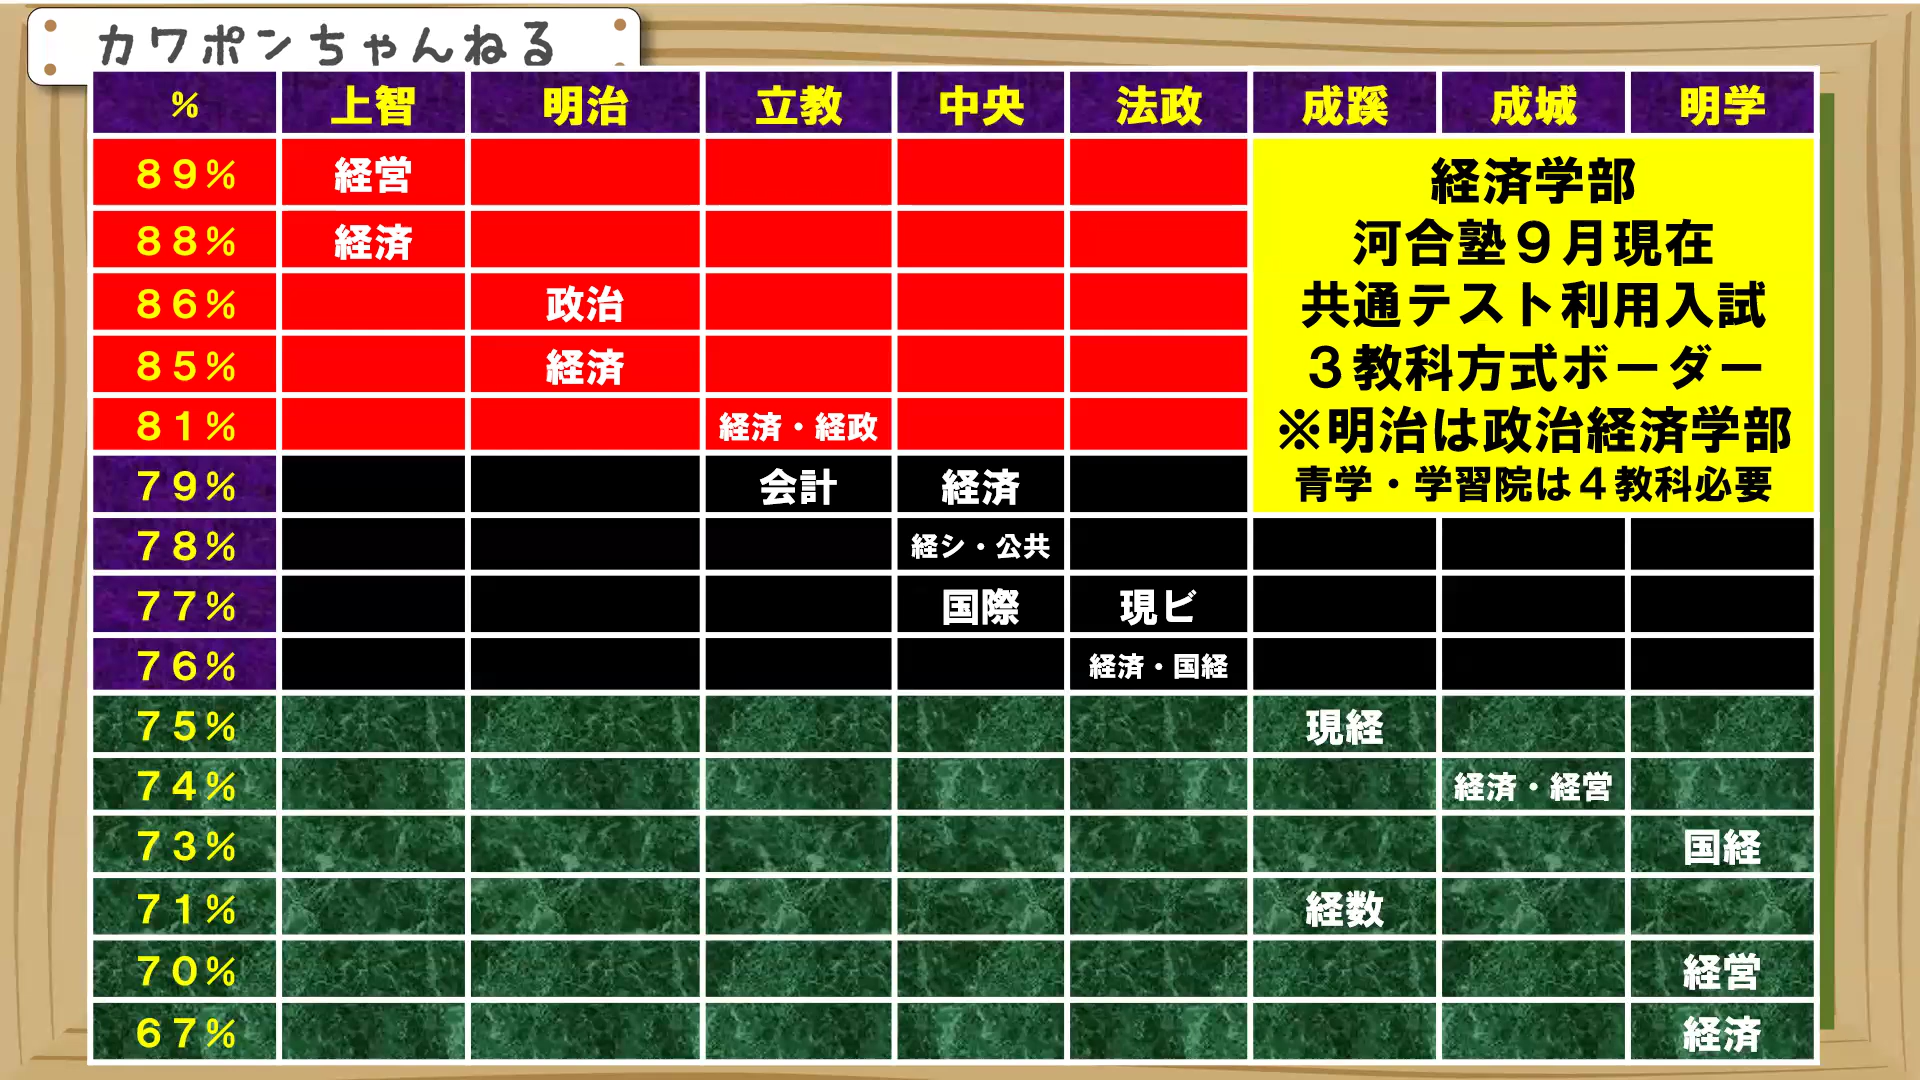 カワポンちゃんねる
% 上智 明治 立教 中央 法政 成蹊 成城 明学
89% 経営
88% 経済
86% 政治
85% 経済
81% 経済・経政
79% 会計 経済
経済学部
河合塾9月現在
共通テスト利用入試
3教科方式ボーダー
※明治は政治経済学部
青学・学習院は4教科必要
78% 経シ・公共
77% 国際 現ビ
76% 経済・国経
75% 現経
74% 経済・経営
73% 国経
71% 経数
70% 経営
67% 経済